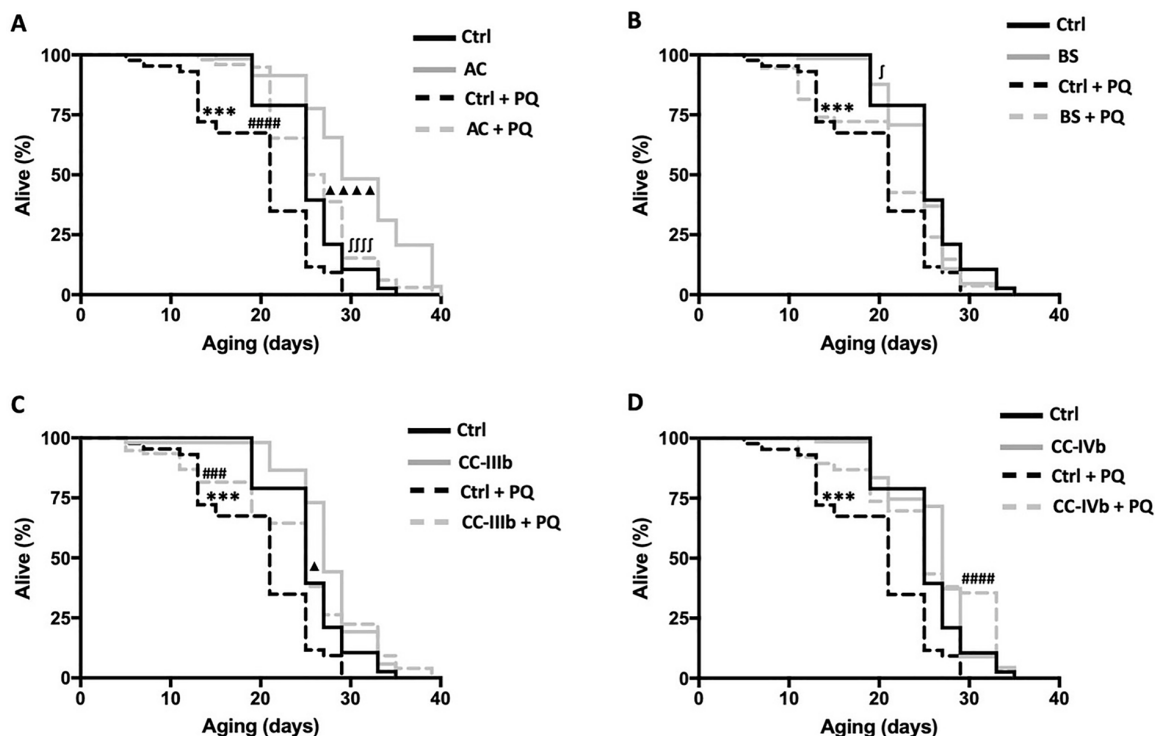 A
Ctrl
AC
Ctrl + PQ
AC + PQ
Alive (%)
100
75
50
25
0
***
####
▲▲▲▲
∫∫∫∫
0 10 20 30 40
Aging (days)
B
Ctrl
BS
Ctrl + PQ
BS + PQ
Alive (%)
100
75
50
25
0
∫
***
0 10 20 30 40
Aging (days)
C
Ctrl
CC-IIIb
Ctrl + PQ
CC-IIIb + PQ
Alive (%)
100
75
50
25
0
###
***
▲
0 10 20 30 40
Aging (days)
D
Ctrl
CC-IVb
Ctrl + PQ
CC-IVb + PQ
Alive (%)
100
75
50
25
0
***
####
0 10 20 30 40
Aging (days)